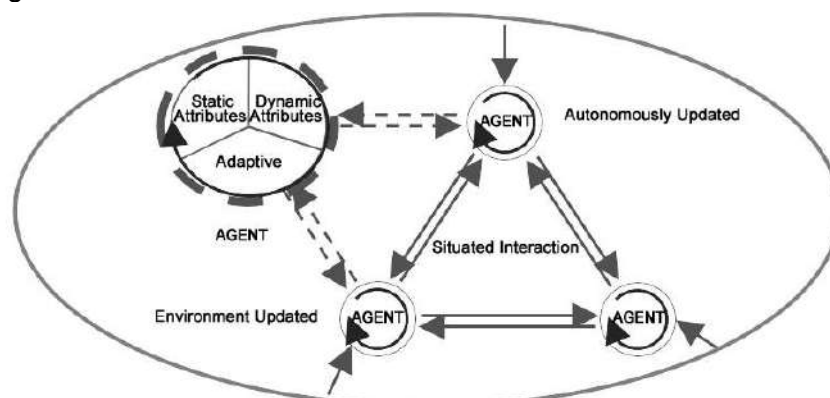 Static Dynamic
Attributes Attributes
Adaptive
AGENT
AGENT
Autonomously Updated
Situated Interaction
Environment Updated
AGENT
AGENT